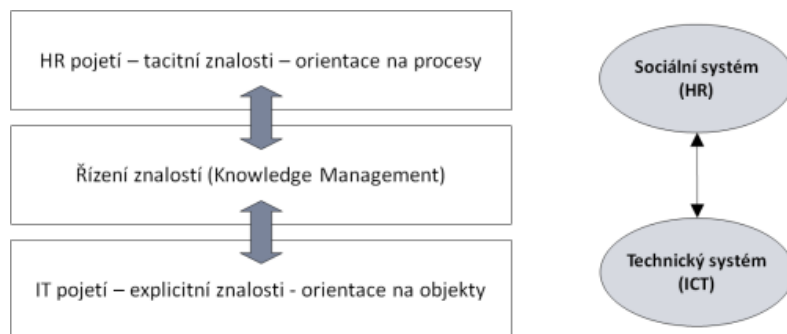 HR pojetí – tacitní znalosti – orientace na procesy
Řízení znalostí (Knowledge Management)
IT pojetí – explicitní znalosti - orientace na objekty
Sociální systém
(HR)
Technický systém
(ICT)